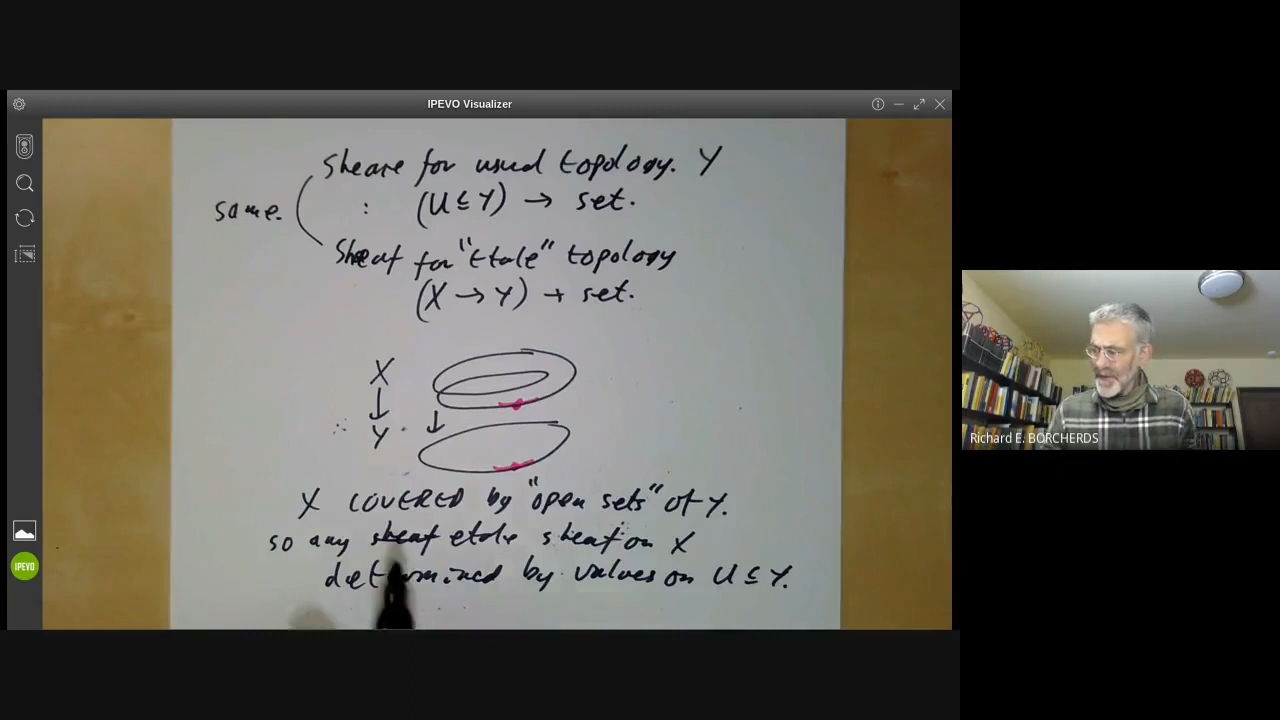 IPEVO Visualizer
sheave for usual topology. Y
same.
: (U ⊆ Y) → set.
Sheaf for "etale" topology
(X → Y) → set.
X
↓
Y
X COVERED by "open sets" of Y.
so any sheaf etale sheaf on X
determined by values on U ⊆ Y.
IPEVO
Richard E. BORCHERDS